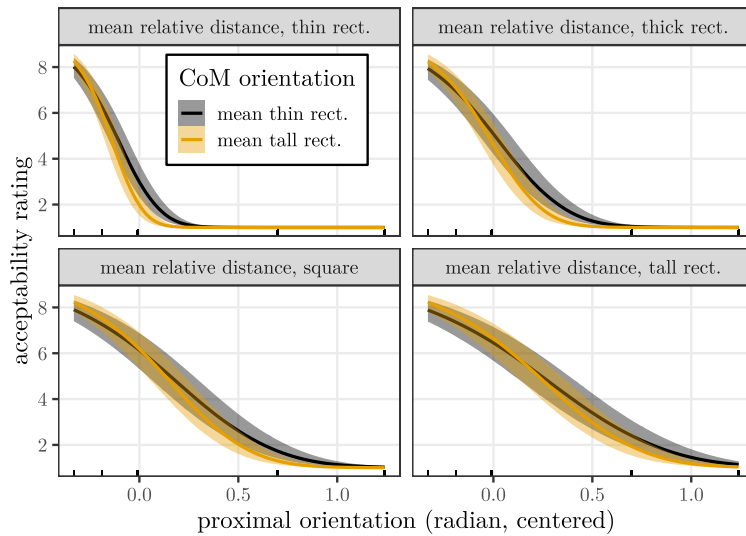 mean relative distance, thin rect.
mean relative distance, thick rect.
CoM orientation
mean thin rect.
mean tall rect.
8
6
4
2
mean relative distance, square
mean relative distance, tall rect.
8
6
4
2
acceptability rating
0.0 0.5 1.0 0.0 0.5 1.0
proximal orientation (radian, centered)